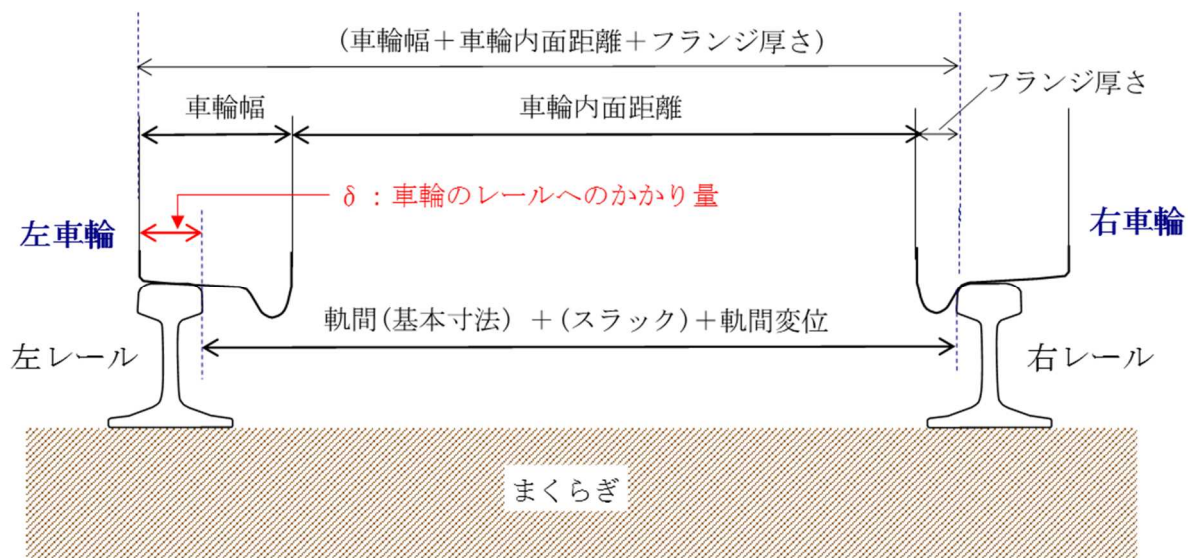 (車輪幅＋車輪内面距離＋フランジ厚さ)
フランジ厚さ
車輪幅
車輪内面距離
δ：車輪のレールへのかかり量
左車輪
右車輪
軌間(基本寸法) ＋(スラック)＋軌間変位
左レール
右レール
まくらぎ